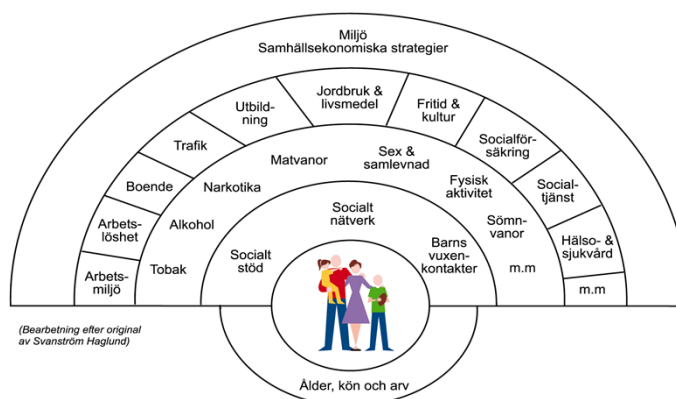 Miljö
Samhällsekonomiska strategier
Jordbruk &
livsmedel
Fritid &
kultur
Utbild-
ning
Socialför-
säkring
Trafik
Social-
tjänst
Boende
Hälso- &
sjukvård
Arbets-
löshet
m.m
Arbets-
miljö
Matvanor
Sex &
samlevnad
Narkotika
Fysisk
aktivitet
Alkohol
Sömn-
vanor
Tobak
m.m
Socialt
nätverk
Socialt
stöd
Barns
vuxen-
kontakter
(Bearbetning efter original
av Svanström Haglund)
Ålder, kön och arv